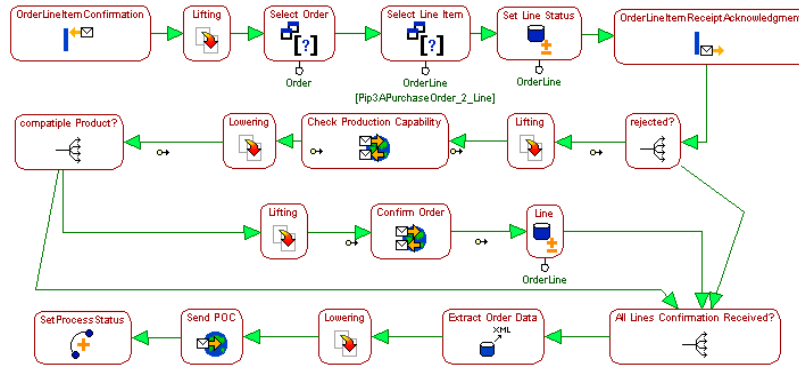 OrderLineItemConfirmation
Lifting
Select Order
Select Line Item
Set Line Status
OrderLineItemReceiptAcknowledgment
[?]
[?]
Order
OrderLine
OrderLine
[Pip3APurchaseOrder_2_Line]
compatible Product?
Lowering
Check Production Capability
Lifting
rejected?
Lifting
Confirm Order
Line
OrderLine
SetProcessStatus
Send POC
Lowering
Extract Order Data
All Lines Confirmation Received?
XML